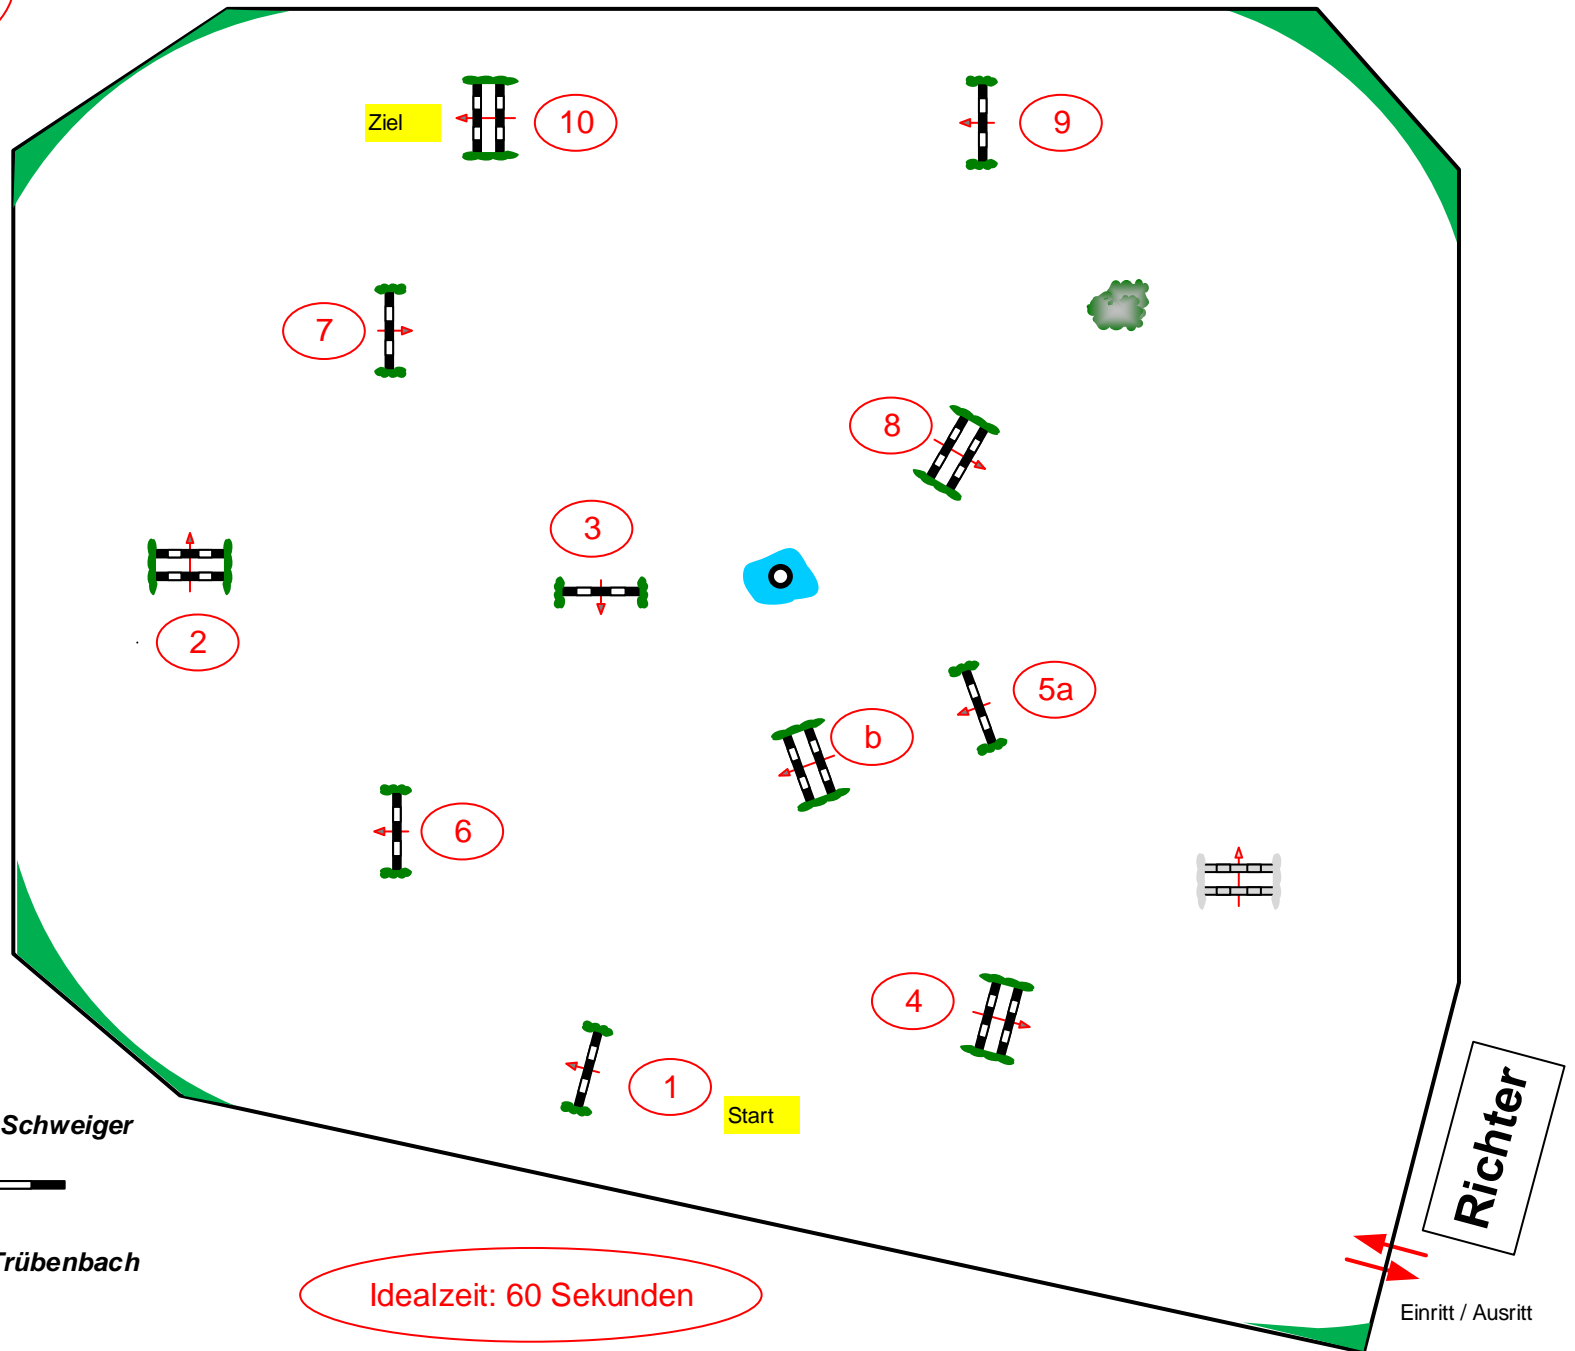 Ziel
10
9
7
8
3
2
5a
b
6
4
1
Start
Richter
Schweiger
Trübenbach
Idealzeit: 60 Sekunden
Einritt / Ausritt